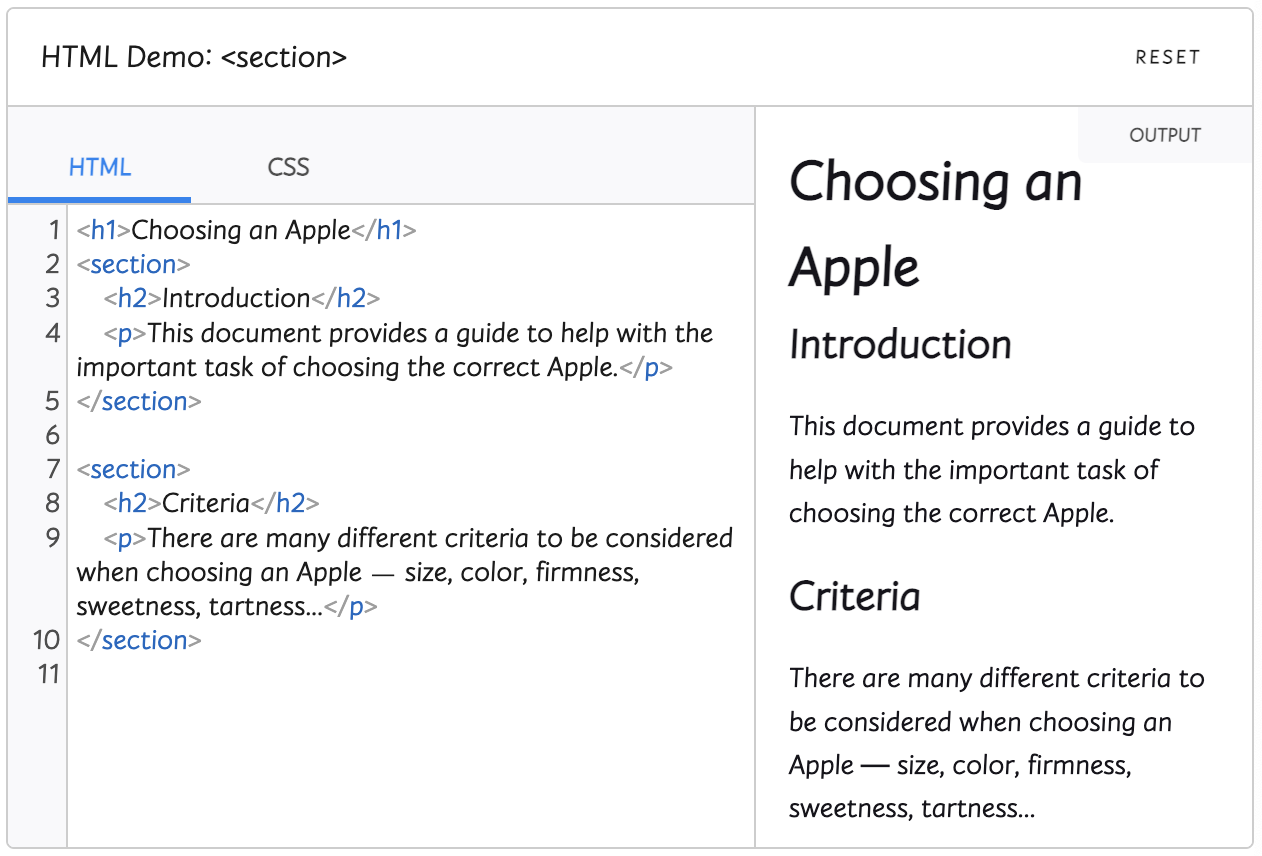 HTML Demo: <section>
RESET
HTML
CSS
1 <h1>Choosing an Apple</h1>
2 <section>
3 <h2>Introduction</h2>
4 <p>This document provides a guide to help with the
important task of choosing the correct Apple.</p>
5 </section>
6
7 <section>
8 <h2>Criteria</h2>
9 <p>There are many different criteria to be considered
when choosing an Apple — size, color, firmness,
sweetness, tartness...</p>
10 </section>
11
OUTPUT
Choosing an
Apple
Introduction
This document provides a guide to
help with the important task of
choosing the correct Apple.
Criteria
There are many different criteria to
be considered when choosing an
Apple — size, color, firmness,
sweetness, tartness...